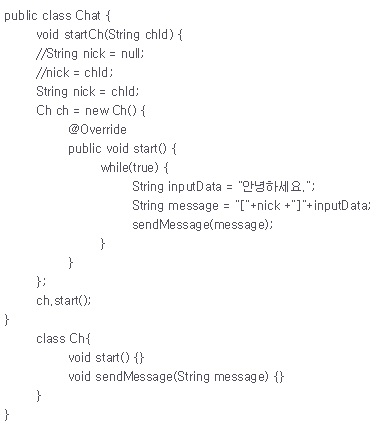 public class Chat {
void startCh(String chId) {
//String nick = null;
//nick = chId;
String nick = chId;
Ch ch = new Ch() {
@Override
public void start() {
while(true) {
String inputData = "안녕하세요.";
String message = "["+nick +"]"+inputData;
sendMessage(message);
}
}
};
ch.start();
}
class Ch{
void start() {}
void sendMessage(String message) {}
}
}